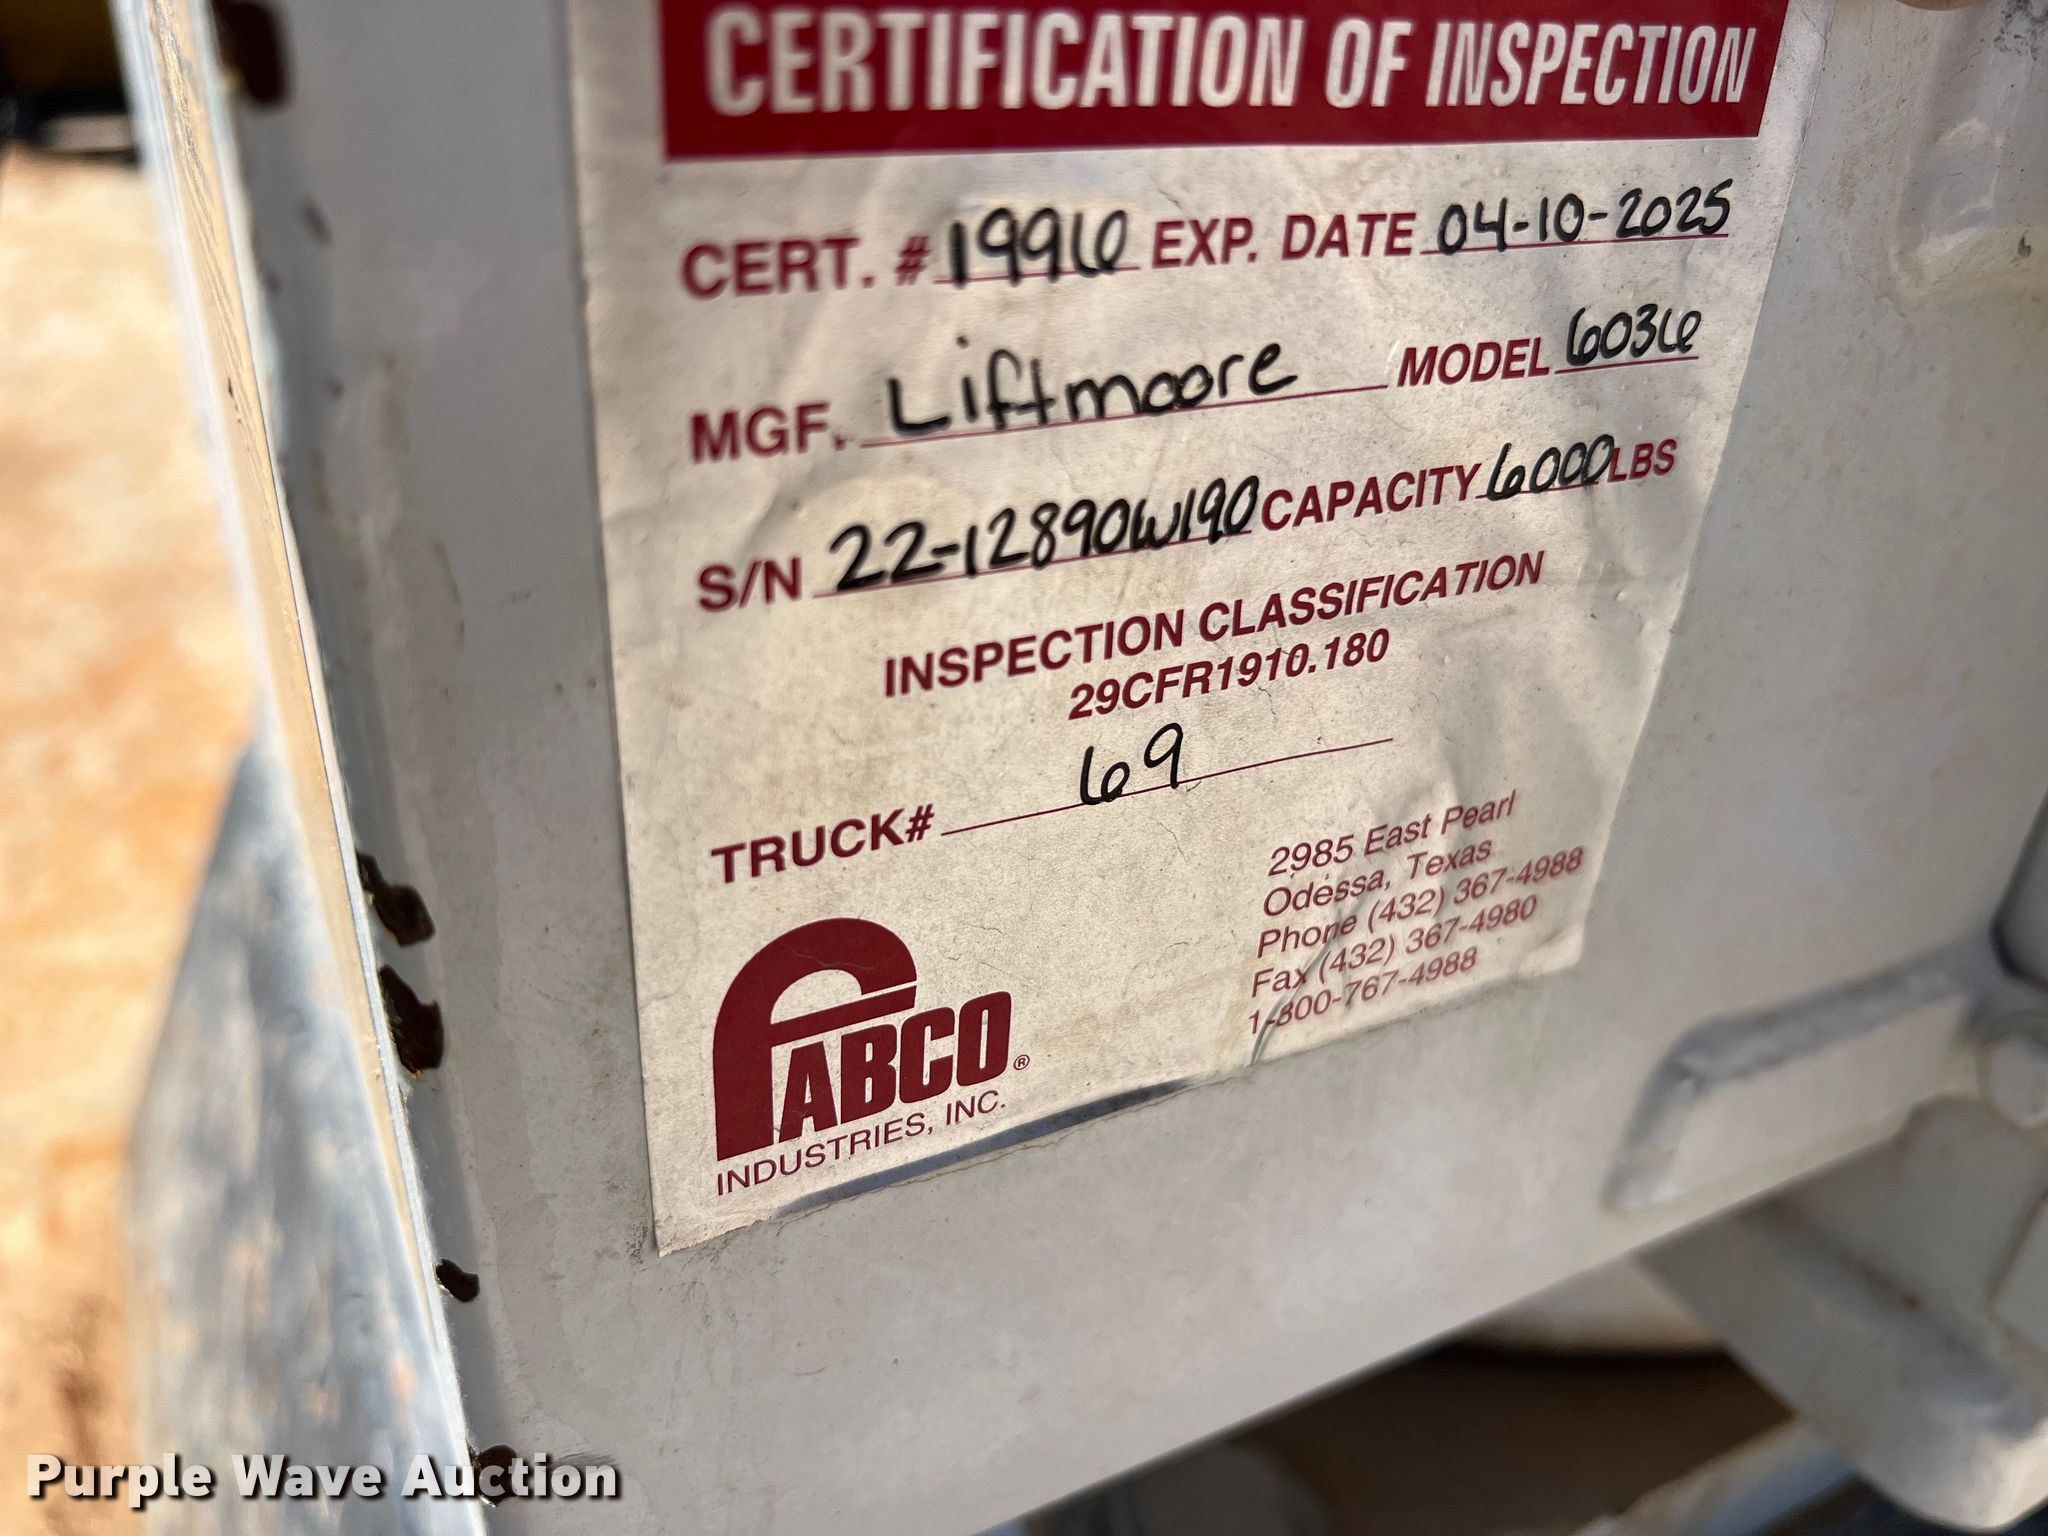 CERTIFICATION OF INSPECTION
CERT. # 1996 EXP. DATE 04-10-2025
MGF. Liftmoore MODEL 6036
S/N 22-12890W190 CAPACITY 6000 LBS
INSPECTION CLASSIFICATION
29CFR1910.180
TRUCK# 69
2985 East Pearl
Odessa, Texas
Phone (432) 367-4988
Fax (432) 367-4980
1-800-767-4988
FABCO®
INDUSTRIES, INC.
Purple Wave Auction